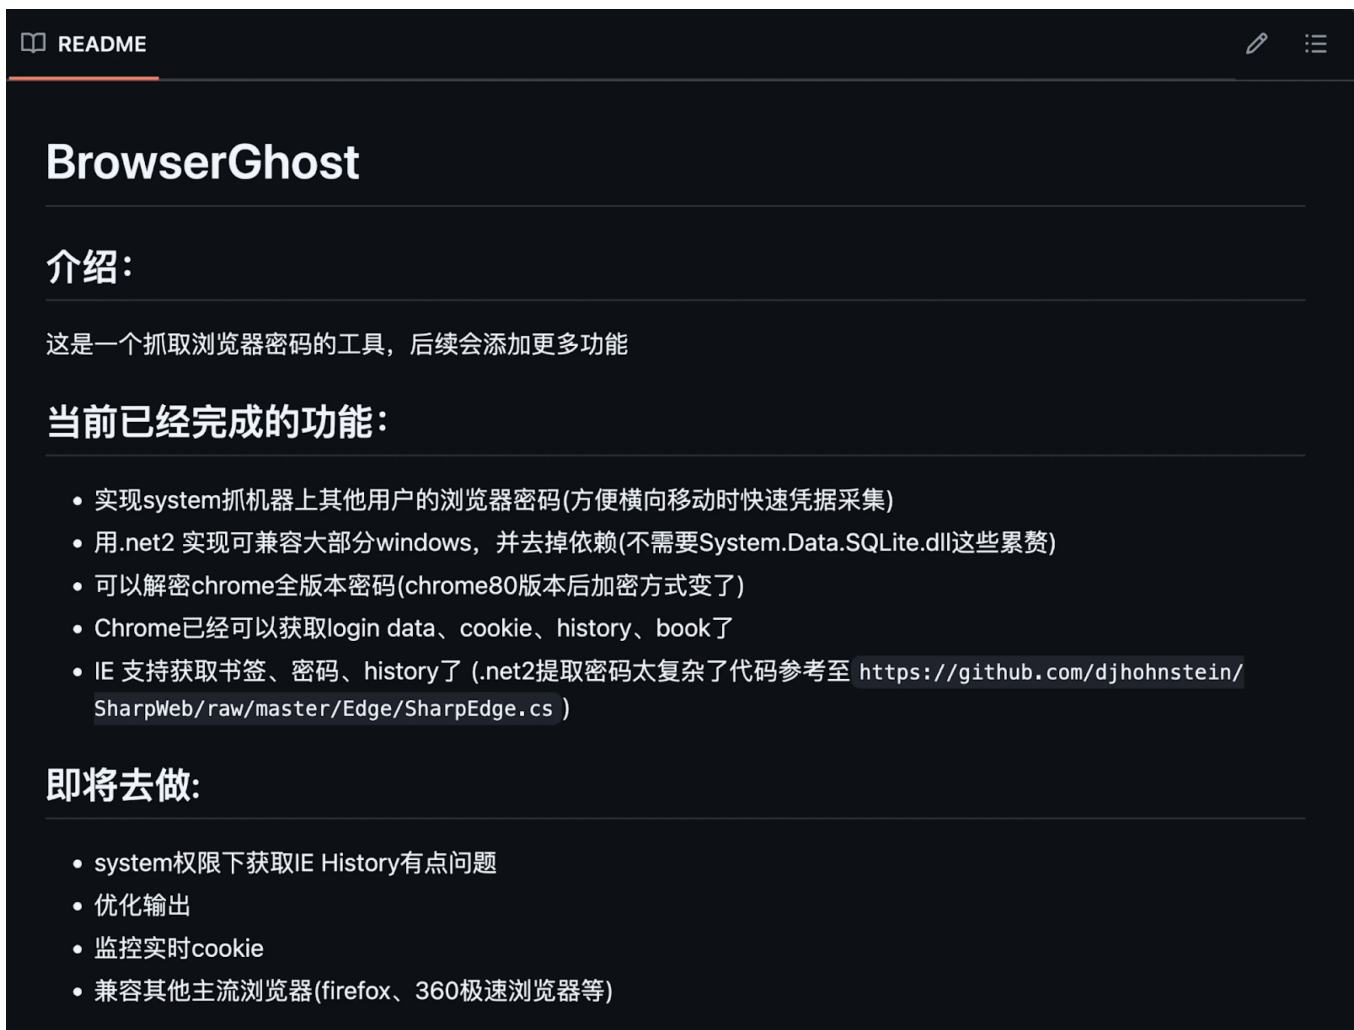 README
BrowserGhost
介绍：
这是一个抓取浏览器密码的工具，后续会添加更多功能
当前已经完成的功能：
• 实现system抓机器上其他用户的浏览器密码(方便横向移动时快速凭据采集)
• 用.net2 实现可兼容大部分windows，并去掉依赖(不需要System.Data.SQLite.dll这些累赘)
• 可以解密chrome全版本密码(chrome80版本后加密方式变了)
• Chrome已经可以获取login data、cookie、history、book了
• IE 支持获取书签、密码、history了 (.net2提取密码太复杂了代码参考至 https://github.com/djhohnstein/
SharpWeb/raw/master/Edge/SharpEdge.cs )
即将去做:
• system权限下获取IE History有点问题
• 优化输出
• 监控实时cookie
• 兼容其他主流浏览器(firefox、360极速浏览器等)